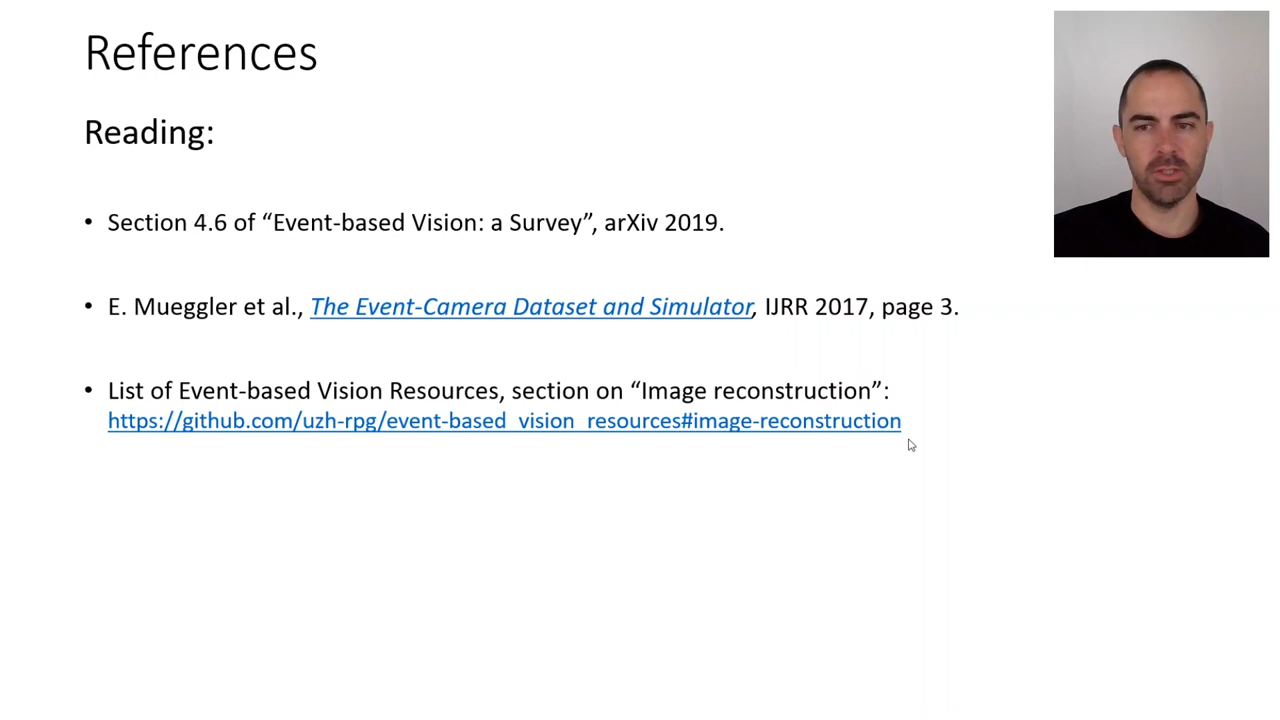 References
Reading:
• Section 4.6 of “Event-based Vision: a Survey”, arXiv 2019.
• E. Mueggler et al., The Event-Camera Dataset and Simulator, IJRR 2017, page 3.
• List of Event-based Vision Resources, section on “Image reconstruction”:
https://github.com/uzh-rpg/event-based_vision_resources#image-reconstruction